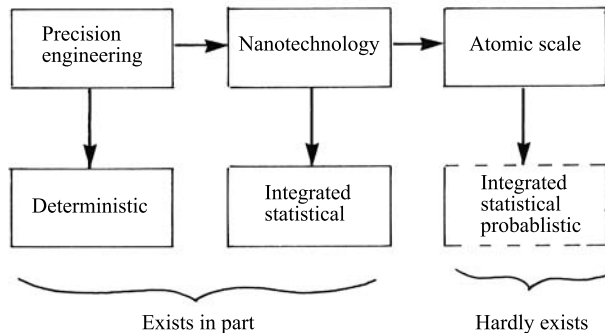 Precision
engineering
Nanotechnology
Atomic scale
Deterministic
Integrated
statistical
Integrated
statistical
probablistic
Exists in part
Hardly exists